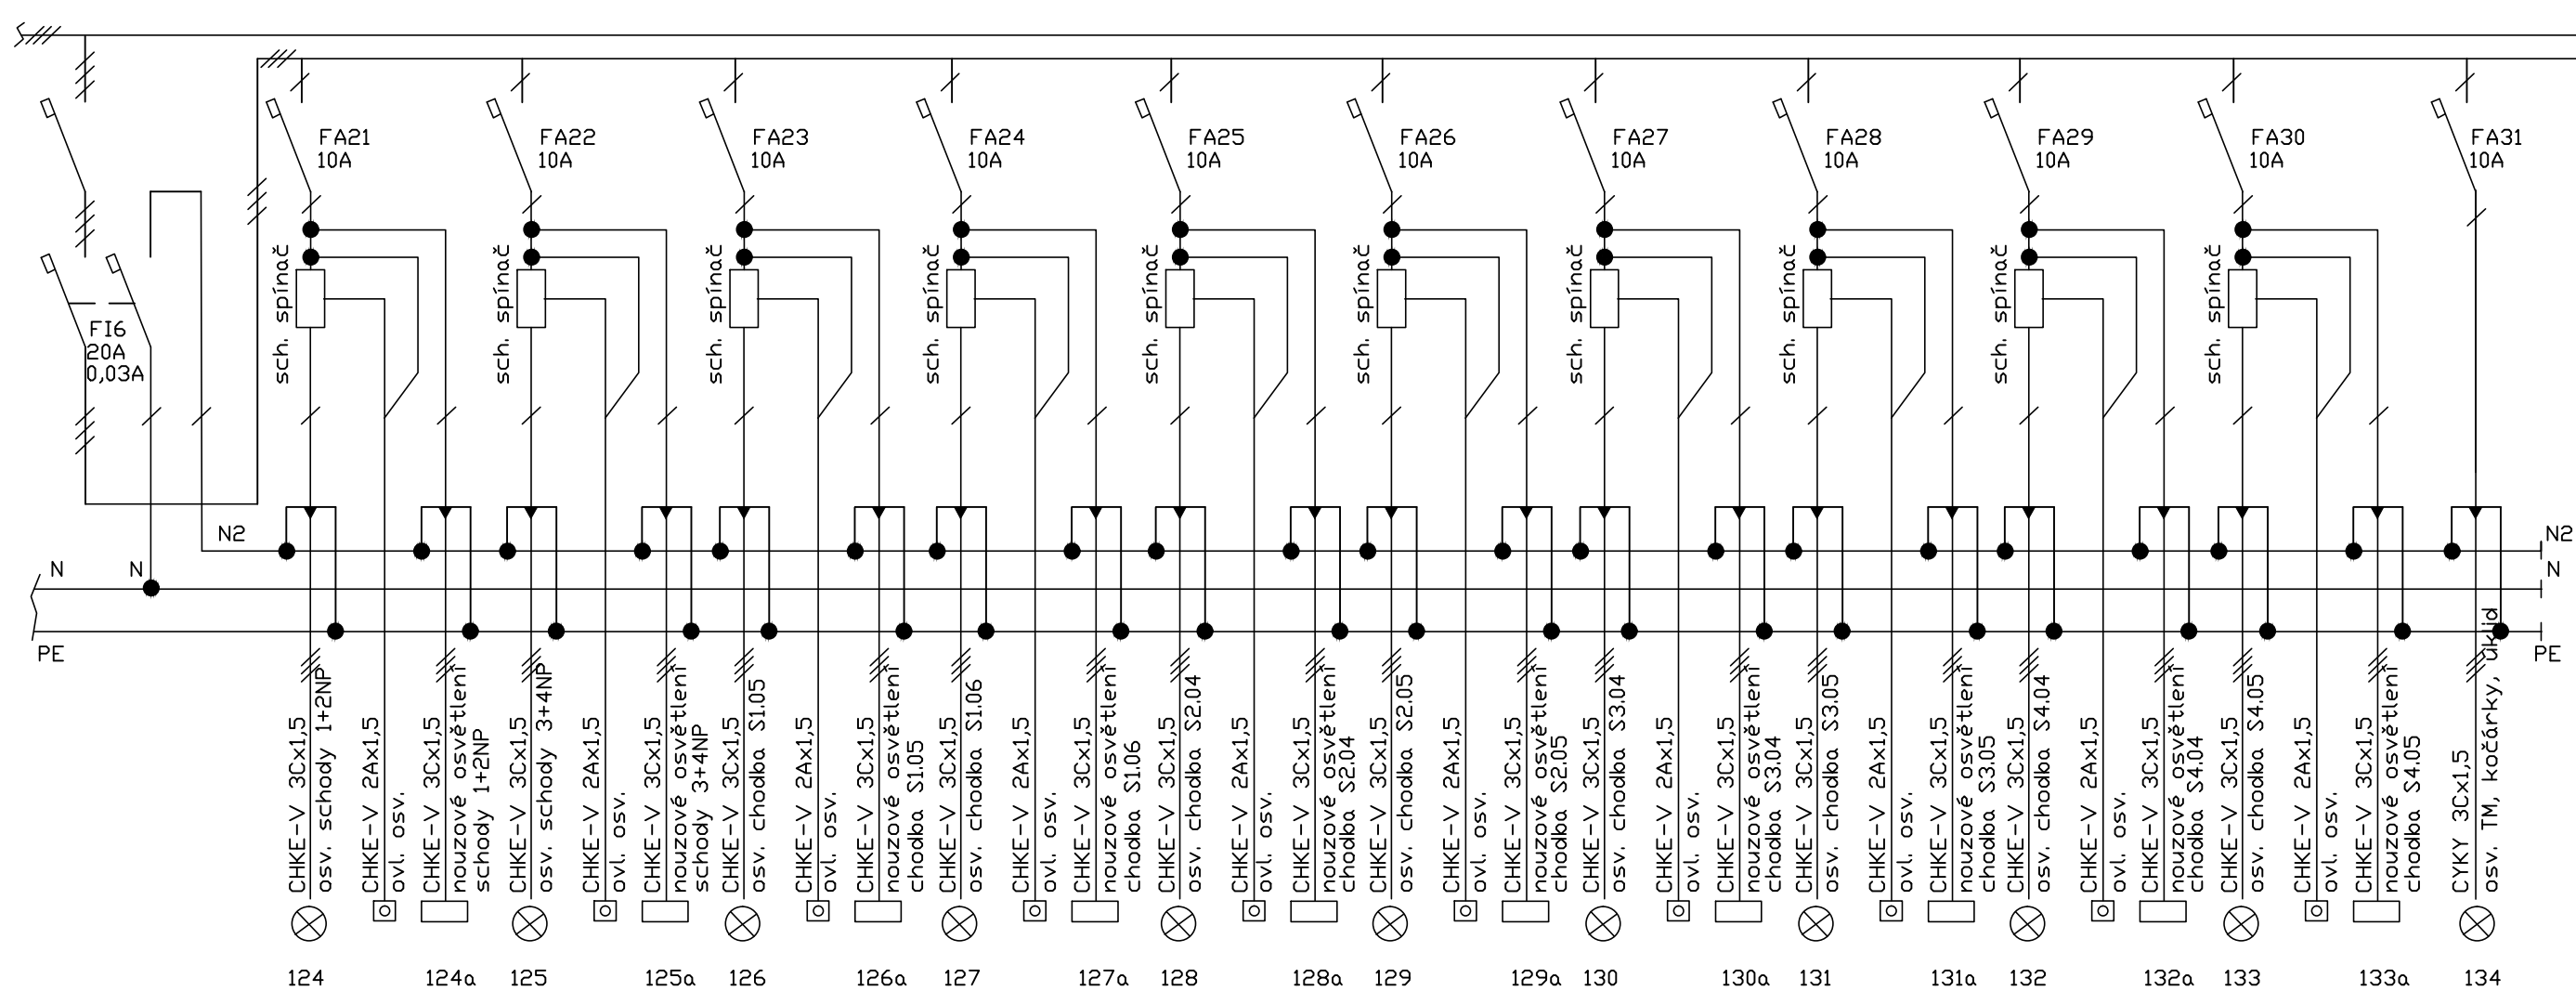 FA21
10A
FA22
10A
FA23
10A
FA24
10A
FA25
10A
FA26
10A
FA27
10A
FA28
10A
FA29
10A
FA30
10A
FA31
10A
FI6
20A
0,03A
sch. spínač
sch. spínač
sch. spínač
sch. spínač
sch. spínač
sch. spínač
sch. spínač
sch. spínač
sch. spínač
sch. spínač
N2
N2
N
N
N
PE
PE
CHKE-V 3Cx1,5
osv. schody 1+2NP
CHKE-V 2Ax1,5
ovl. osv.
CHKE-V 3Cx1,5
nouzové osvětlení
schody 1+2NP
CHKE-V 3Cx1,5
osv. schody 3+4NP
CHKE-V 2Ax1,5
ovl. osv.
CHKE-V 3Cx1,5
nouzové osvětlení
schody 3+4NP
CHKE-V 3Cx1,5
osv. chodba S1.05
CHKE-V 2Ax1,5
ovl. osv.
CHKE-V 3Cx1,5
nouzové osvětlení
chodba S1.05
CHKE-V 3Cx1,5
osv. chodba S1.06
CHKE-V 2Ax1,5
ovl. osv.
CHKE-V 3Cx1,5
nouzové osvětlení
chodba S1.06
CHKE-V 3Cx1,5
osv. chodba S2.04
CHKE-V 2Ax1,5
ovl. osv.
CHKE-V 3Cx1,5
nouzové osvětlení
chodba S2.04
CHKE-V 3Cx1,5
osv. chodba S2.05
CHKE-V 2Ax1,5
ovl. osv.
CHKE-V 3Cx1,5
nouzové osvětlení
chodba S2.05
CHKE-V 3Cx1,5
osv. chodba S3.04
CHKE-V 2Ax1,5
ovl. osv.
CHKE-V 3Cx1,5
nouzové osvětlení
chodba S3.04
CHKE-V 3Cx1,5
osv. chodba S3.05
CHKE-V 2Ax1,5
ovl. osv.
CHKE-V 3Cx1,5
nouzové osvětlení
chodba S3.05
CHKE-V 3Cx1,5
osv. chodba S4.04
CHKE-V 2Ax1,5
ovl. osv.
CHKE-V 3Cx1,5
nouzové osvětlení
chodba S4.04
CHKE-V 3Cx1,5
osv. chodba S4.05
CHKE-V 2Ax1,5
ovl. osv.
CHKE-V 3Cx1,5
nouzové osvětlení
chodba S4.05
CYKY 3Cx1,5
osv. TM, kočárky, úklid
124
124a
125
125a
126
126a
127
127a
128
128a
129
129a
130
130a
131
131a
132
132a
133
133a
134